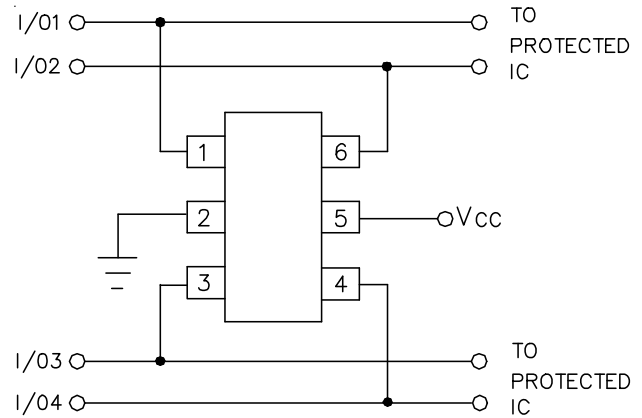 I/01
TO
PROTECTED
I/02
IC
1
6
2
5
VCC
3
4
I/03
TO
PROTECTED
I/04
IC